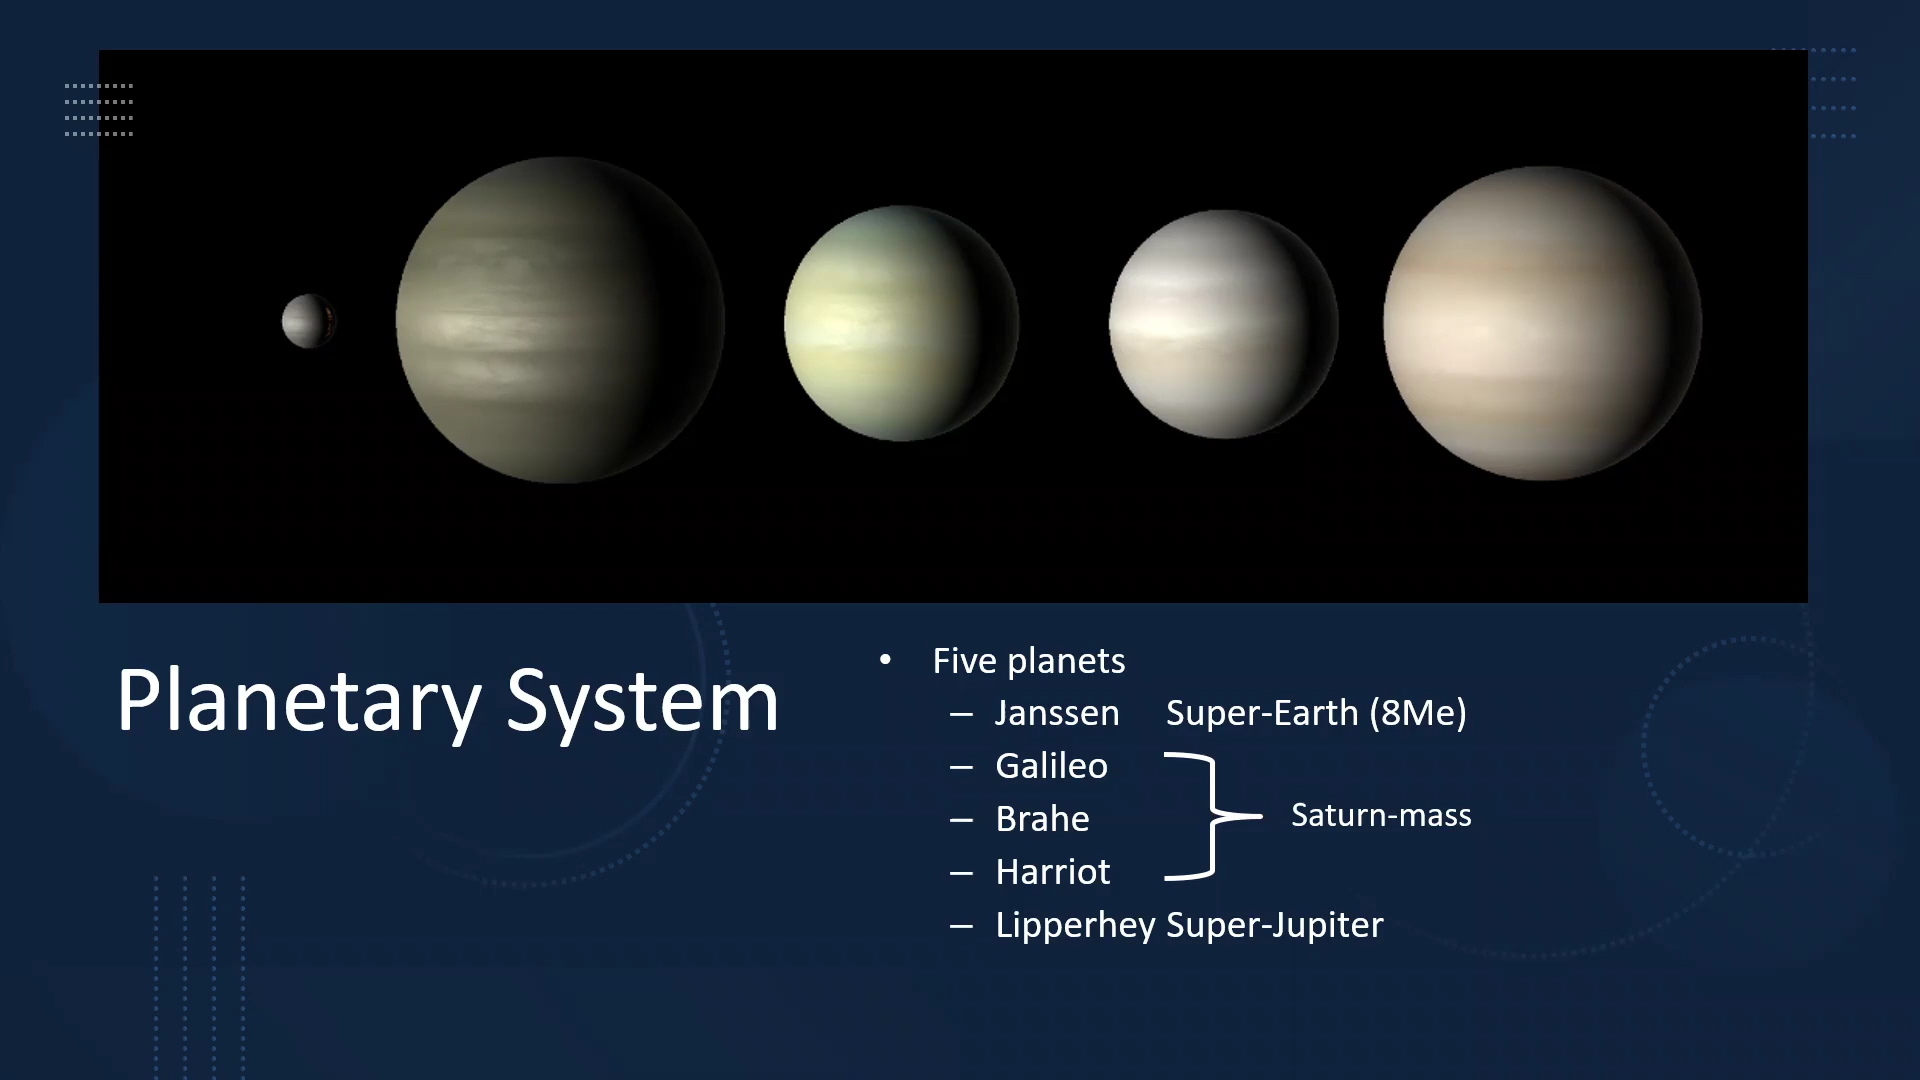 Planetary System
• Five planets
– Janssen Super-Earth (8Me)
– Galileo
– Brahe
Saturn-mass
– Harriot
– Lipperhey Super-Jupiter